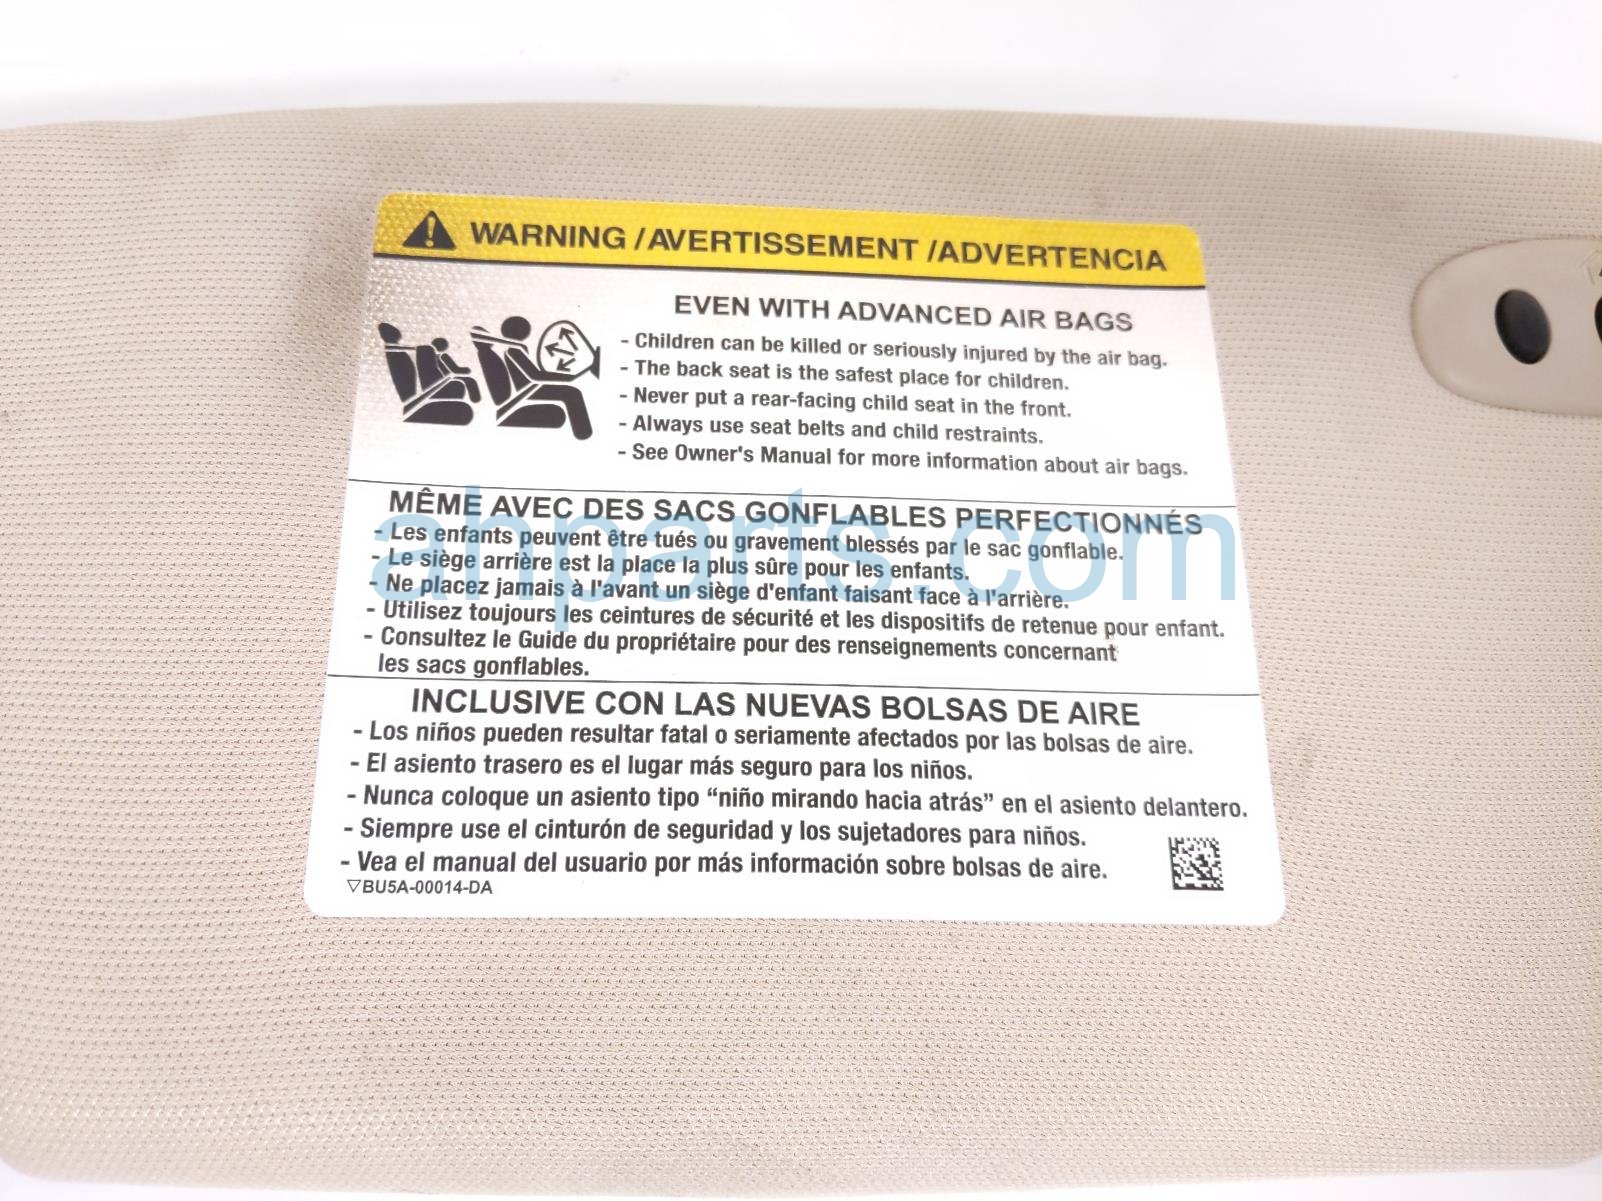 WARNING / AVERTISSEMENT / ADVERTENCIA
EVEN WITH ADVANCED AIR BAGS
- Children can be killed or seriously injured by the air bag.
- The back seat is the safest place for children.
- Never put a rear-facing child seat in the front.
- Always use seat belts and child restraints.
- See Owner's Manual for more information about air bags.
MÊME AVEC DES SACS GONFLABLES PERFECTIONNÉS
- Les enfants peuvent être tués ou gravement blessés par le sac gonflable.
- Le siège arrière est la place la plus sûre pour les enfants.
- Ne placez jamais à l'avant un siège d'enfant faisant face à l'arrière.
- Utilisez toujours les ceintures de sécurité et les dispositifs de retenue pour enfant.
- Consultez le Guide du propriétaire pour des renseignements concernant
les sacs gonflables.
ahparts.com
INCLUSIVE CON LAS NUEVAS BOLSAS DE AIRE
- Los niños pueden resultar fatal o seriamente afectados por las bolsas de aire.
- El asiento trasero es el lugar más seguro para los niños.
- Nunca coloque un asiento tipo “niño mirando hacia atrás” en el asiento delantero.
- Siempre use el cinturón de seguridad y los sujetadores para niños.
- Vea el manual del usuario por más información sobre bolsas de aire.
▽BU5A-00014-DA